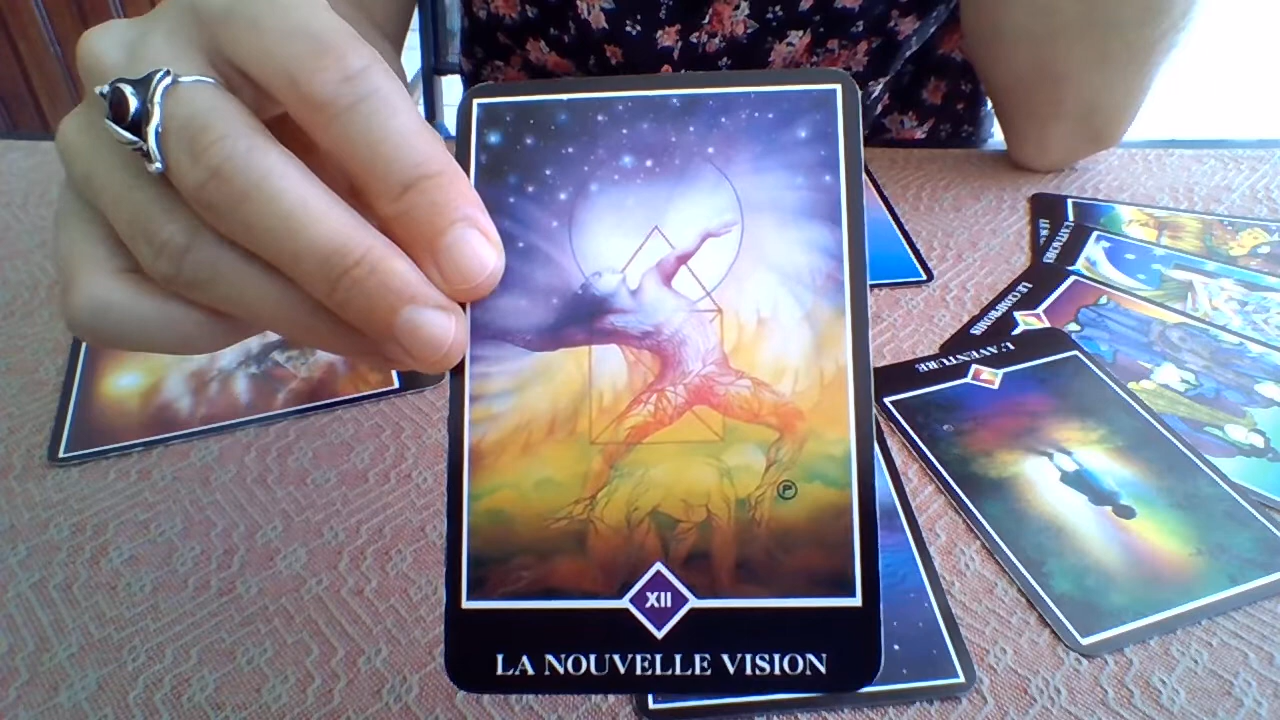 XII
LA NOUVELLE VISION
L'AVENTURE
LE COMPROMIS
P